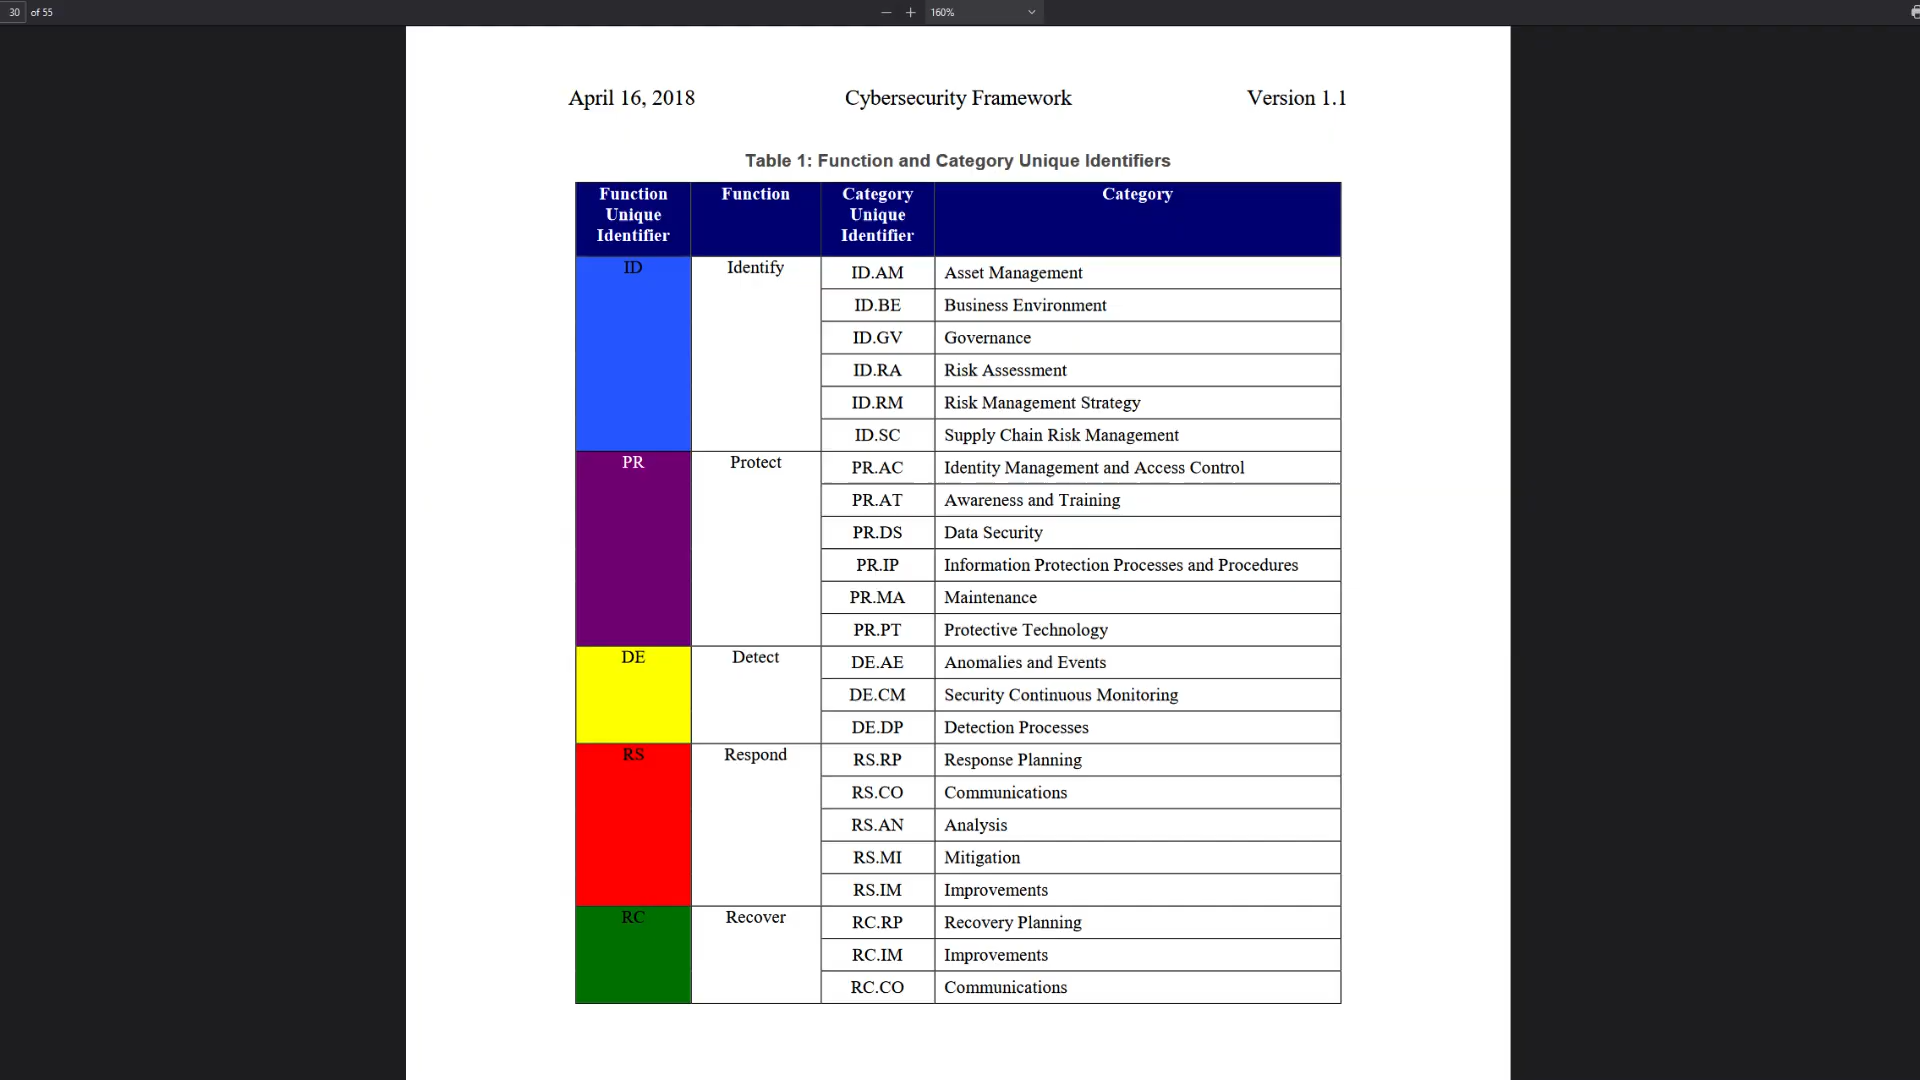 30 of 55 160%
April 16, 2018 Cybersecurity Framework Version 1.1
Table 1: Function and Category Unique Identifiers
Function Unique Identifier Function Category Unique Identifier Category
ID Identify ID.AM Asset Management
ID.BE Business Environment
ID.GV Governance
ID.RA Risk Assessment
ID.RM Risk Management Strategy
ID.SC Supply Chain Risk Management
PR Protect PR.AC Identity Management and Access Control
PR.AT Awareness and Training
PR.DS Data Security
PR.IP Information Protection Processes and Procedures
PR.MA Maintenance
PR.PT Protective Technology
DE Detect DE.AE Anomalies and Events
DE.CM Security Continuous Monitoring
DE.DP Detection Processes
RS Respond RS.RP Response Planning
RS.CO Communications
RS.AN Analysis
RS.MI Mitigation
RS.IM Improvements
RC Recover RC.RP Recovery Planning
RC.IM Improvements
RC.CO Communications